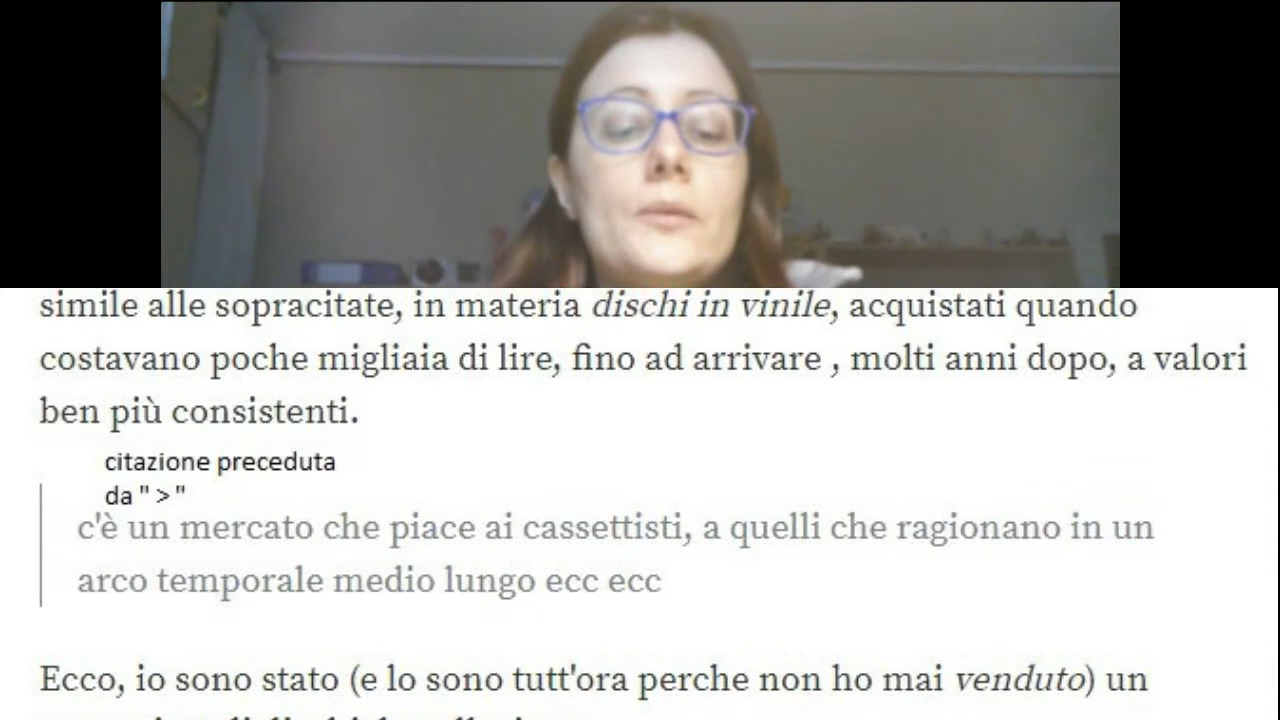 simile alle sopracitate, in materia dischi in vinile, acquistati quando
costavano poche migliaia di lire, fino ad arrivare , molti anni dopo, a valori
ben più consistenti.
citazione preceduta
da " > "
c'è un mercato che piace ai cassettisti, a quelli che ragionano in un
arco temporale medio lungo ecc ecc
Ecco, io sono stato (e lo sono tutt'ora perche non ho mai venduto) un